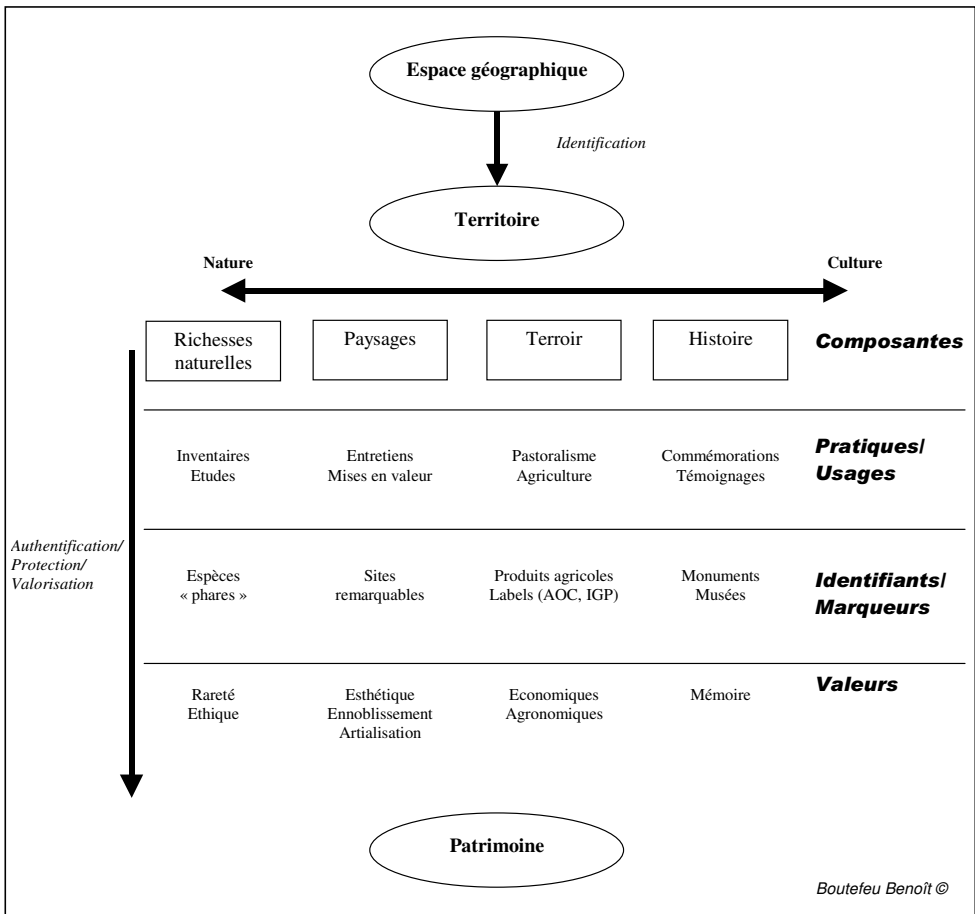 Espace géographique
Identification
Territoire
Nature
Culture
Richesses
naturelles
Paysages
Terroir
Histoire
Composantes
Inventaires
Etudes
Entretiens
Mises en valeur
Pastoralisme
Agriculture
Commémorations
Témoignages
Pratiques/
Usages
Authentification/
Protection/
Valorisation
Espèces
« phares »
Sites
remarquables
Produits agricoles
Labels (AOC, IGP)
Monuments
Musées
Identifiants/
Marqueurs
Rareté
Ethique
Esthétique
Ennoblissement
Artialisation
Economiques
Agronomiques
Mémoire
Valeurs
Patrimoine
Boutefeu Benoît ©